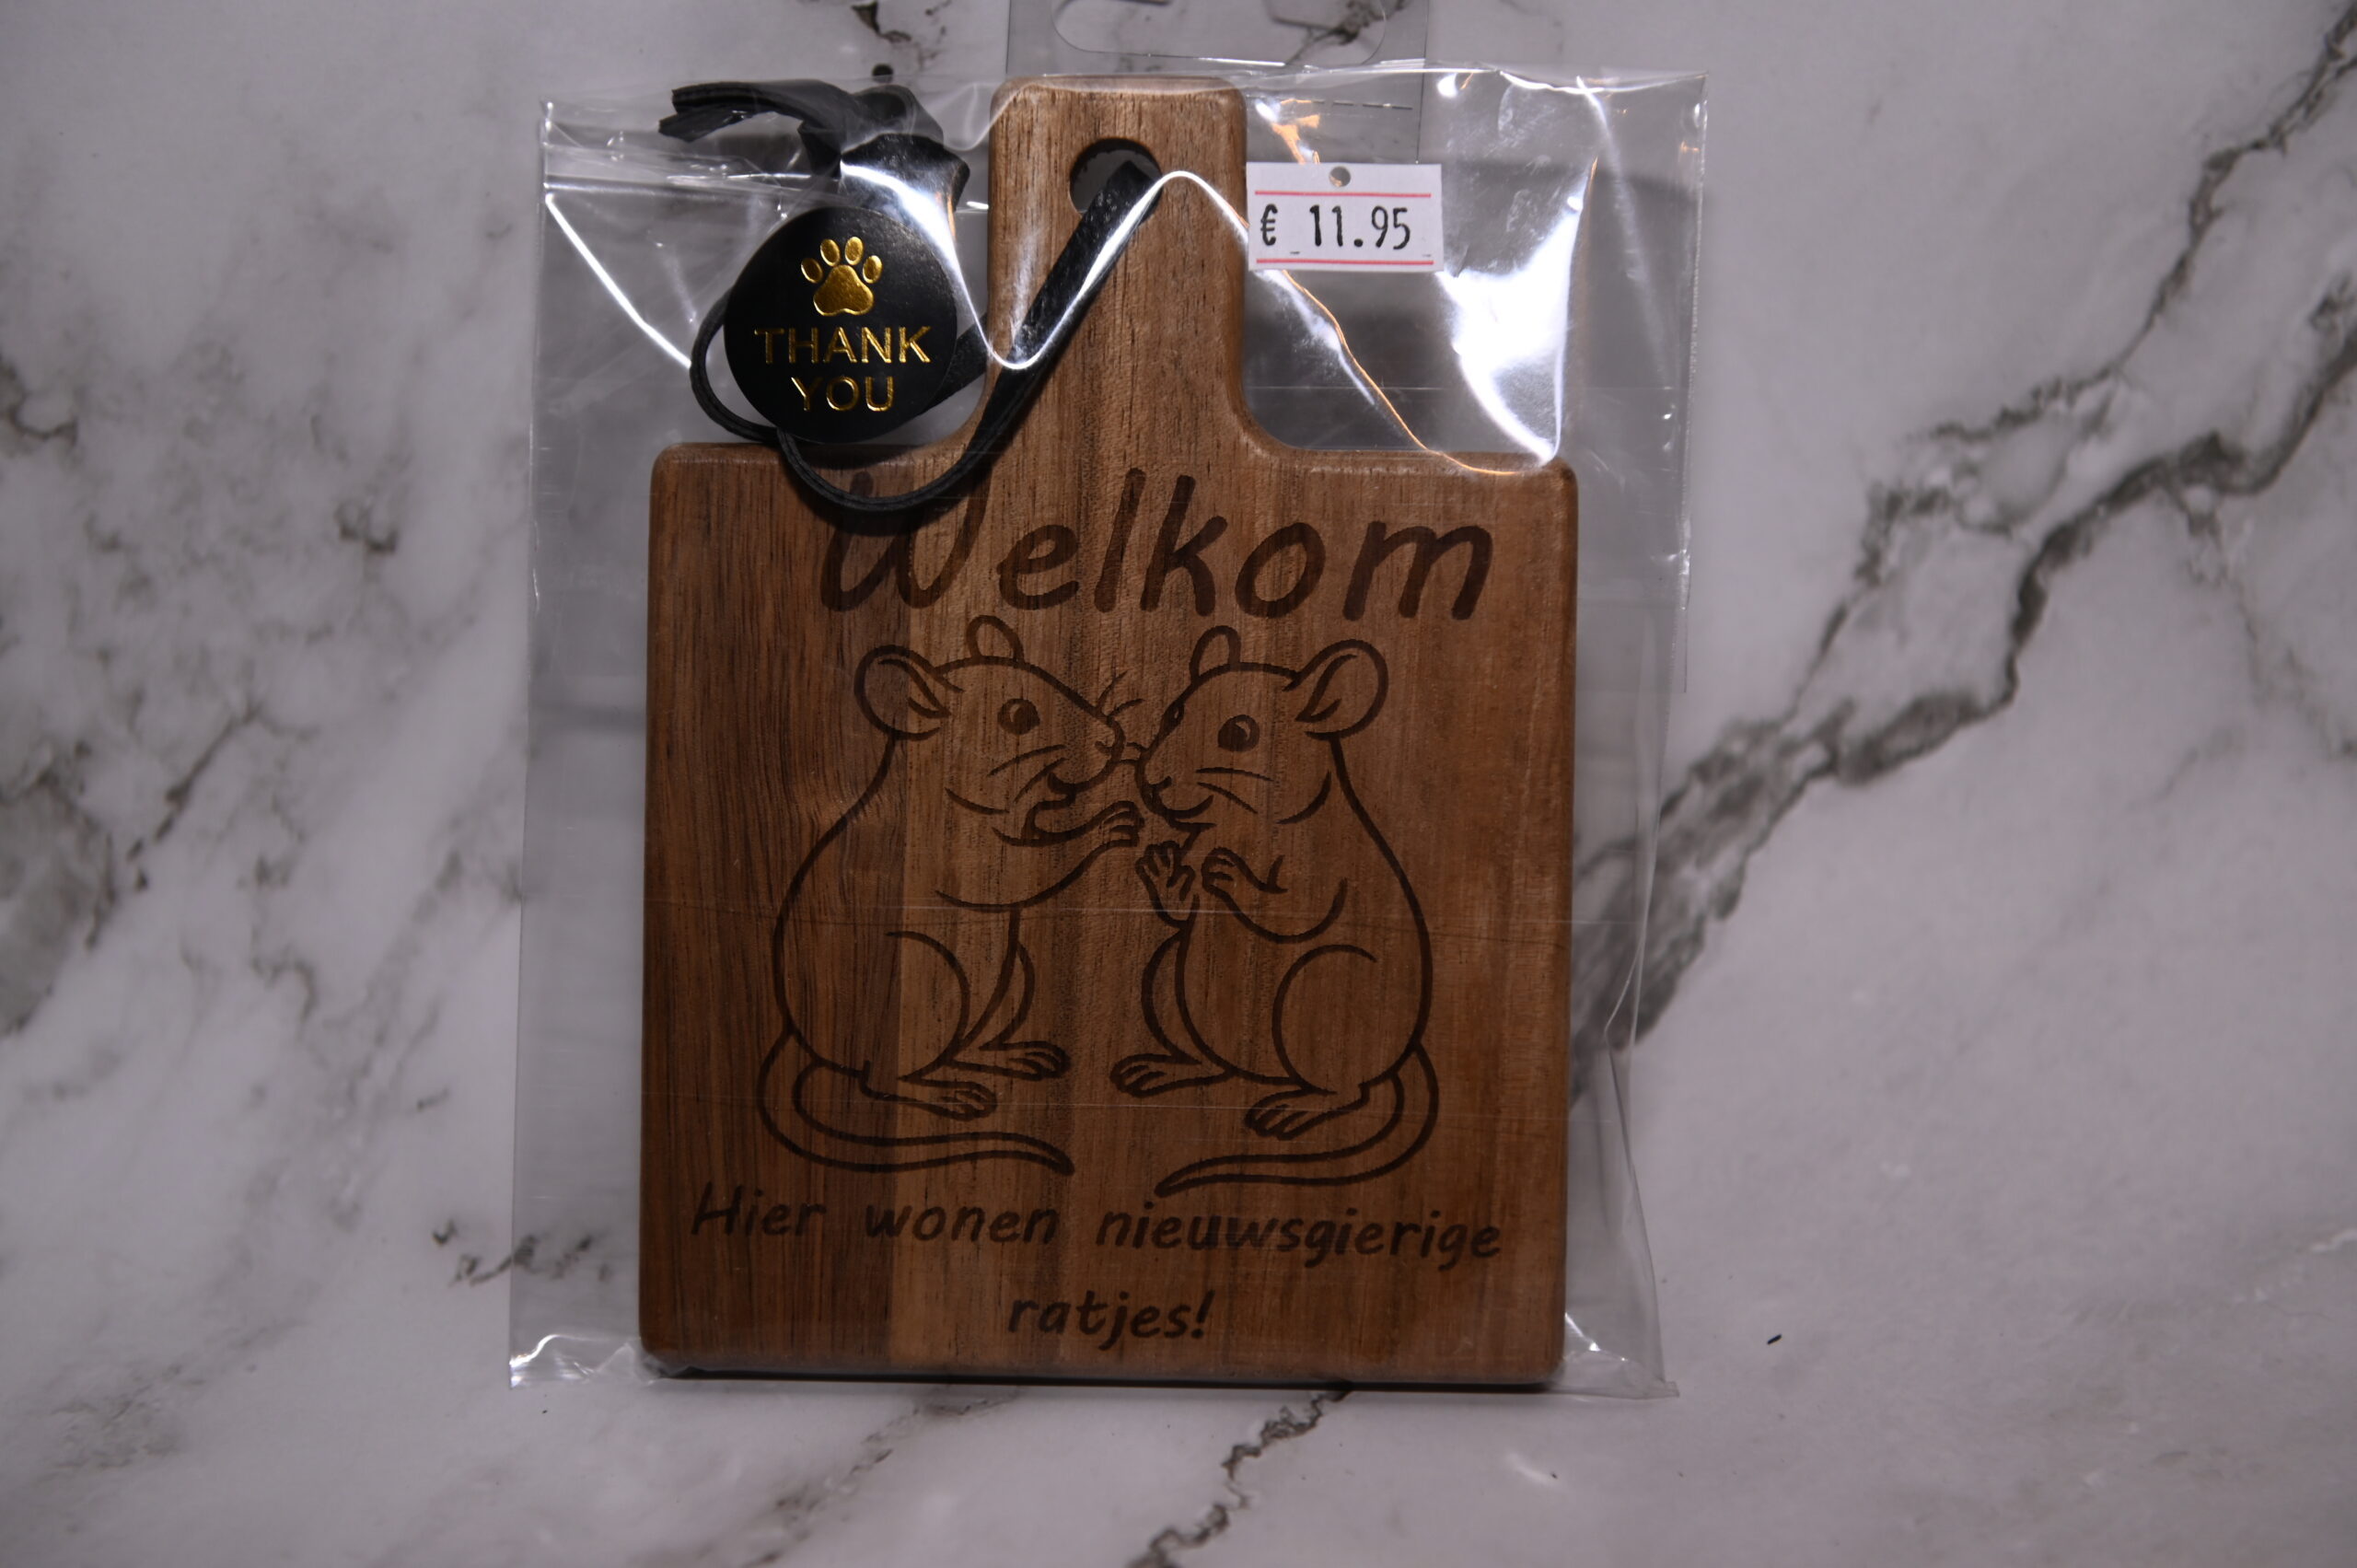 THANK
YOU
€ 11.95
Welkom
Hier wonen nieuwsgierige
ratjes!